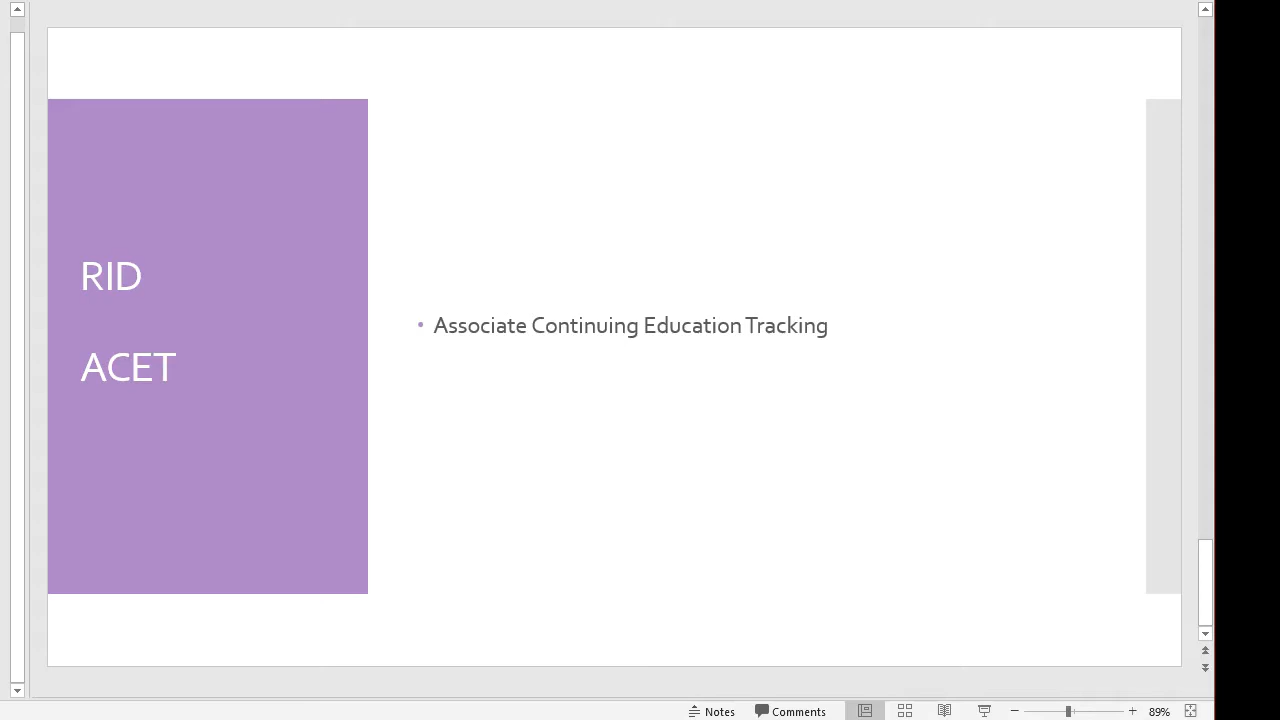 RID
ACET
• Associate Continuing Education Tracking
Notes
Comments
89%